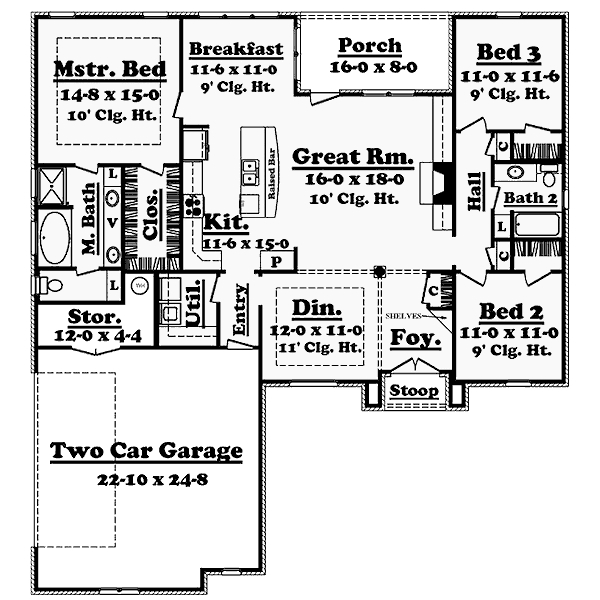 Mstr. Bed
14-8 x 15-0
10' Clg. Ht.
Breakfast
11-6 x 11-0
9' Clg. Ht.
Porch
16-0 x 8-0
Bed 3
11-0 x 11-6
9' Clg. Ht.
Great Rm.
16-0 x 18-0
10' Clg. Ht.
Raised Bar
Kit.
11-6 x 15-0
P
L
M. Bath
V
L
Clos.
Hall
C
Bath 2
L
C
Stor.
12-0 x 4-4
WH
Util.
Entry
Din.
12-0 x 11-0
11' Clg. Ht.
C
SHELVES
Foy.
Stoop
Bed 2
11-0 x 11-0
9' Clg. Ht.
Two Car Garage
22-10 x 24-8